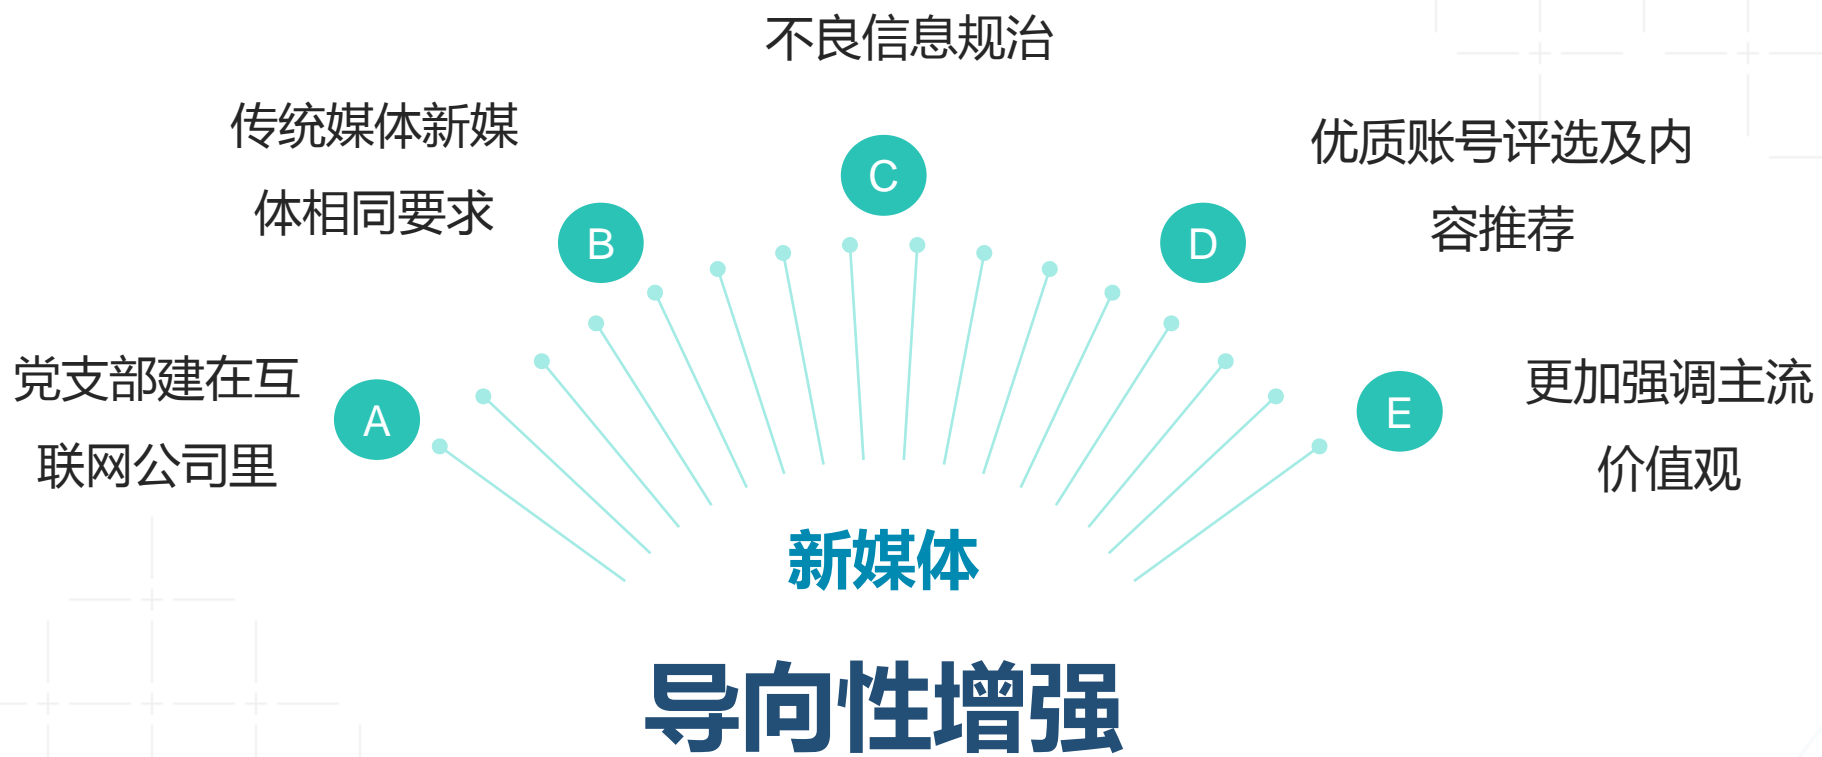 不良信息规治
传统媒体新媒
体相同要求
优质账号评选及内
容推荐
C
B
D
党支部建在互
联网公司里
A
E
更加强调主流
价值观
新媒体
导向性增强